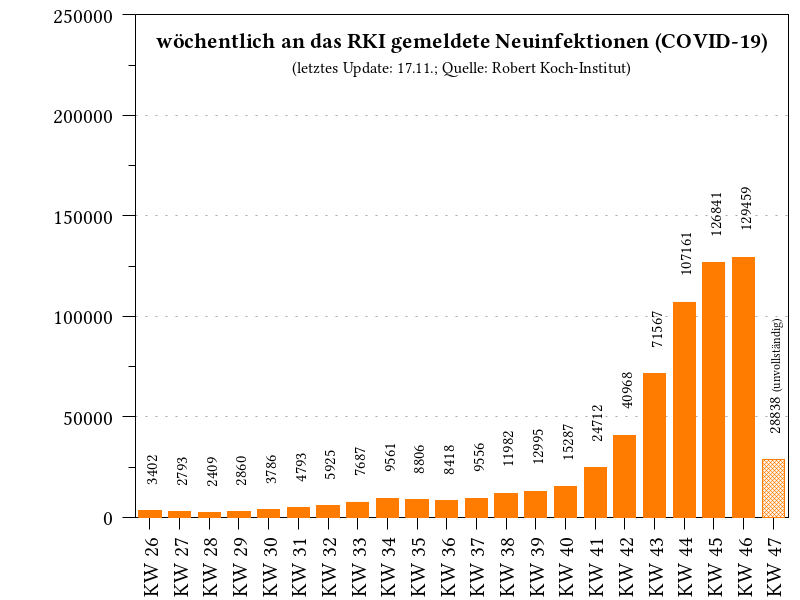 wöchentlich an das RKI gemeldete Neuinfektionen (COVID-19)
(letztes Update: 17.11.; Quelle: Robert Koch-Institut)
250000
200000
150000
100000
50000
0
3402
2793
2409
2860
3786
4793
5925
7687
9561
8806
8418
9556
11982
12995
15287
24712
40968
71567
107161
126841
129459
28838 (unvollständig)
KW 26
KW 27
KW 28
KW 29
KW 30
KW 31
KW 32
KW 33
KW 34
KW 35
KW 36
KW 37
KW 38
KW 39
KW 40
KW 41
KW 42
KW 43
KW 44
KW 45
KW 46
KW 47